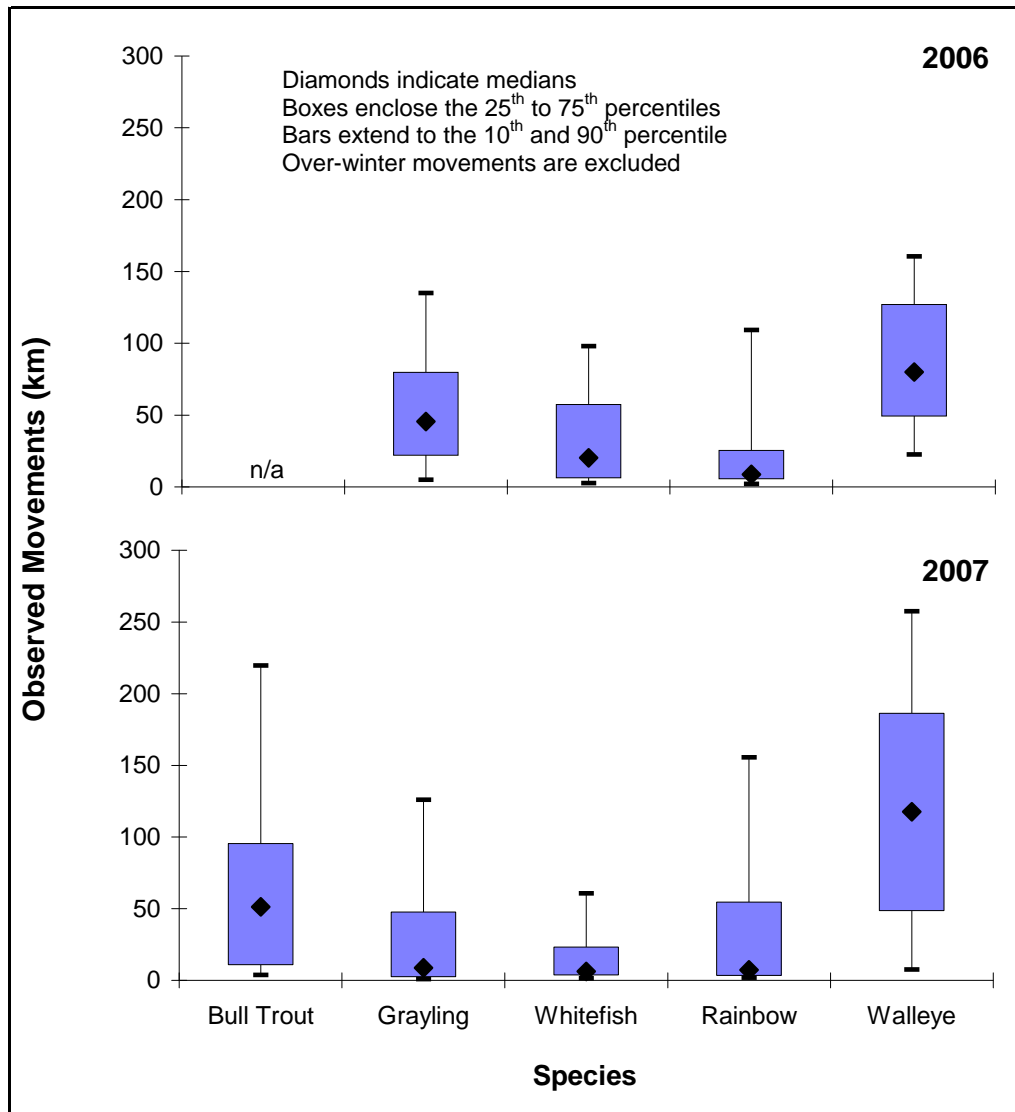 300
250
200
150
100
50
0
2006
Diamonds indicate medians
Boxes enclose the 25th to 75th percentiles
Bars extend to the 10th and 90th percentile
Over-winter movements are excluded
n/a
Observed Movements (km)
300
250
200
150
100
50
0
2007
Bull Trout Grayling Whitefish Rainbow Walleye
Species